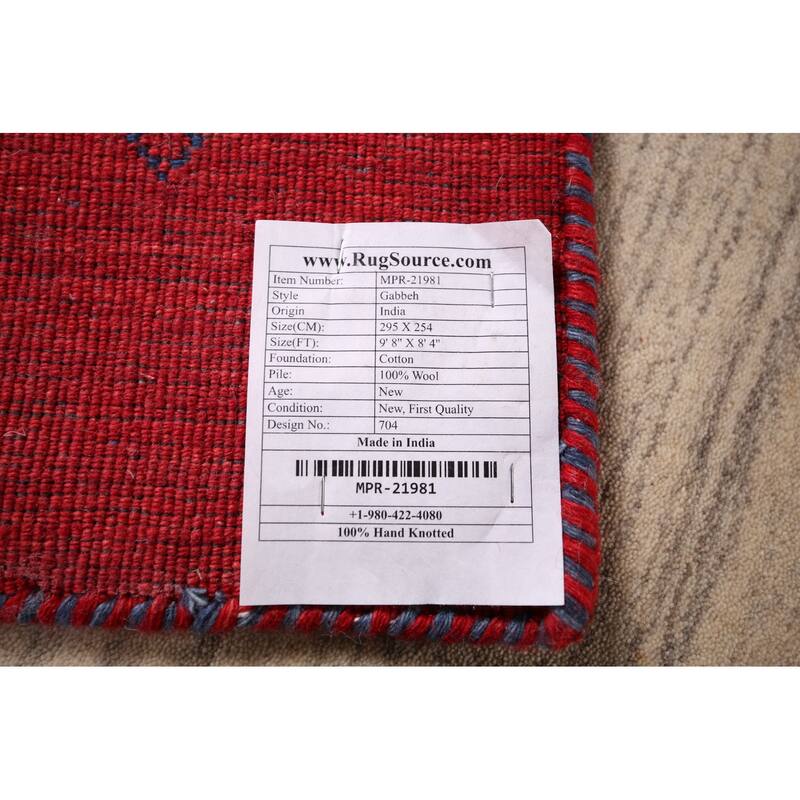 www.RugSource.com
Item Number: MPR-21981
Style Gabbeh
Origin India
Size(CM): 295 X 254
Size(FT): 9' 8" X 8' 4"
Foundation: Cotton
Pile: 100% Wool
Age: New
Condition: New, First Quality
Design No.: 704
Made in India
MPR-21981
+1-980-422-4080
100% Hand Knotted